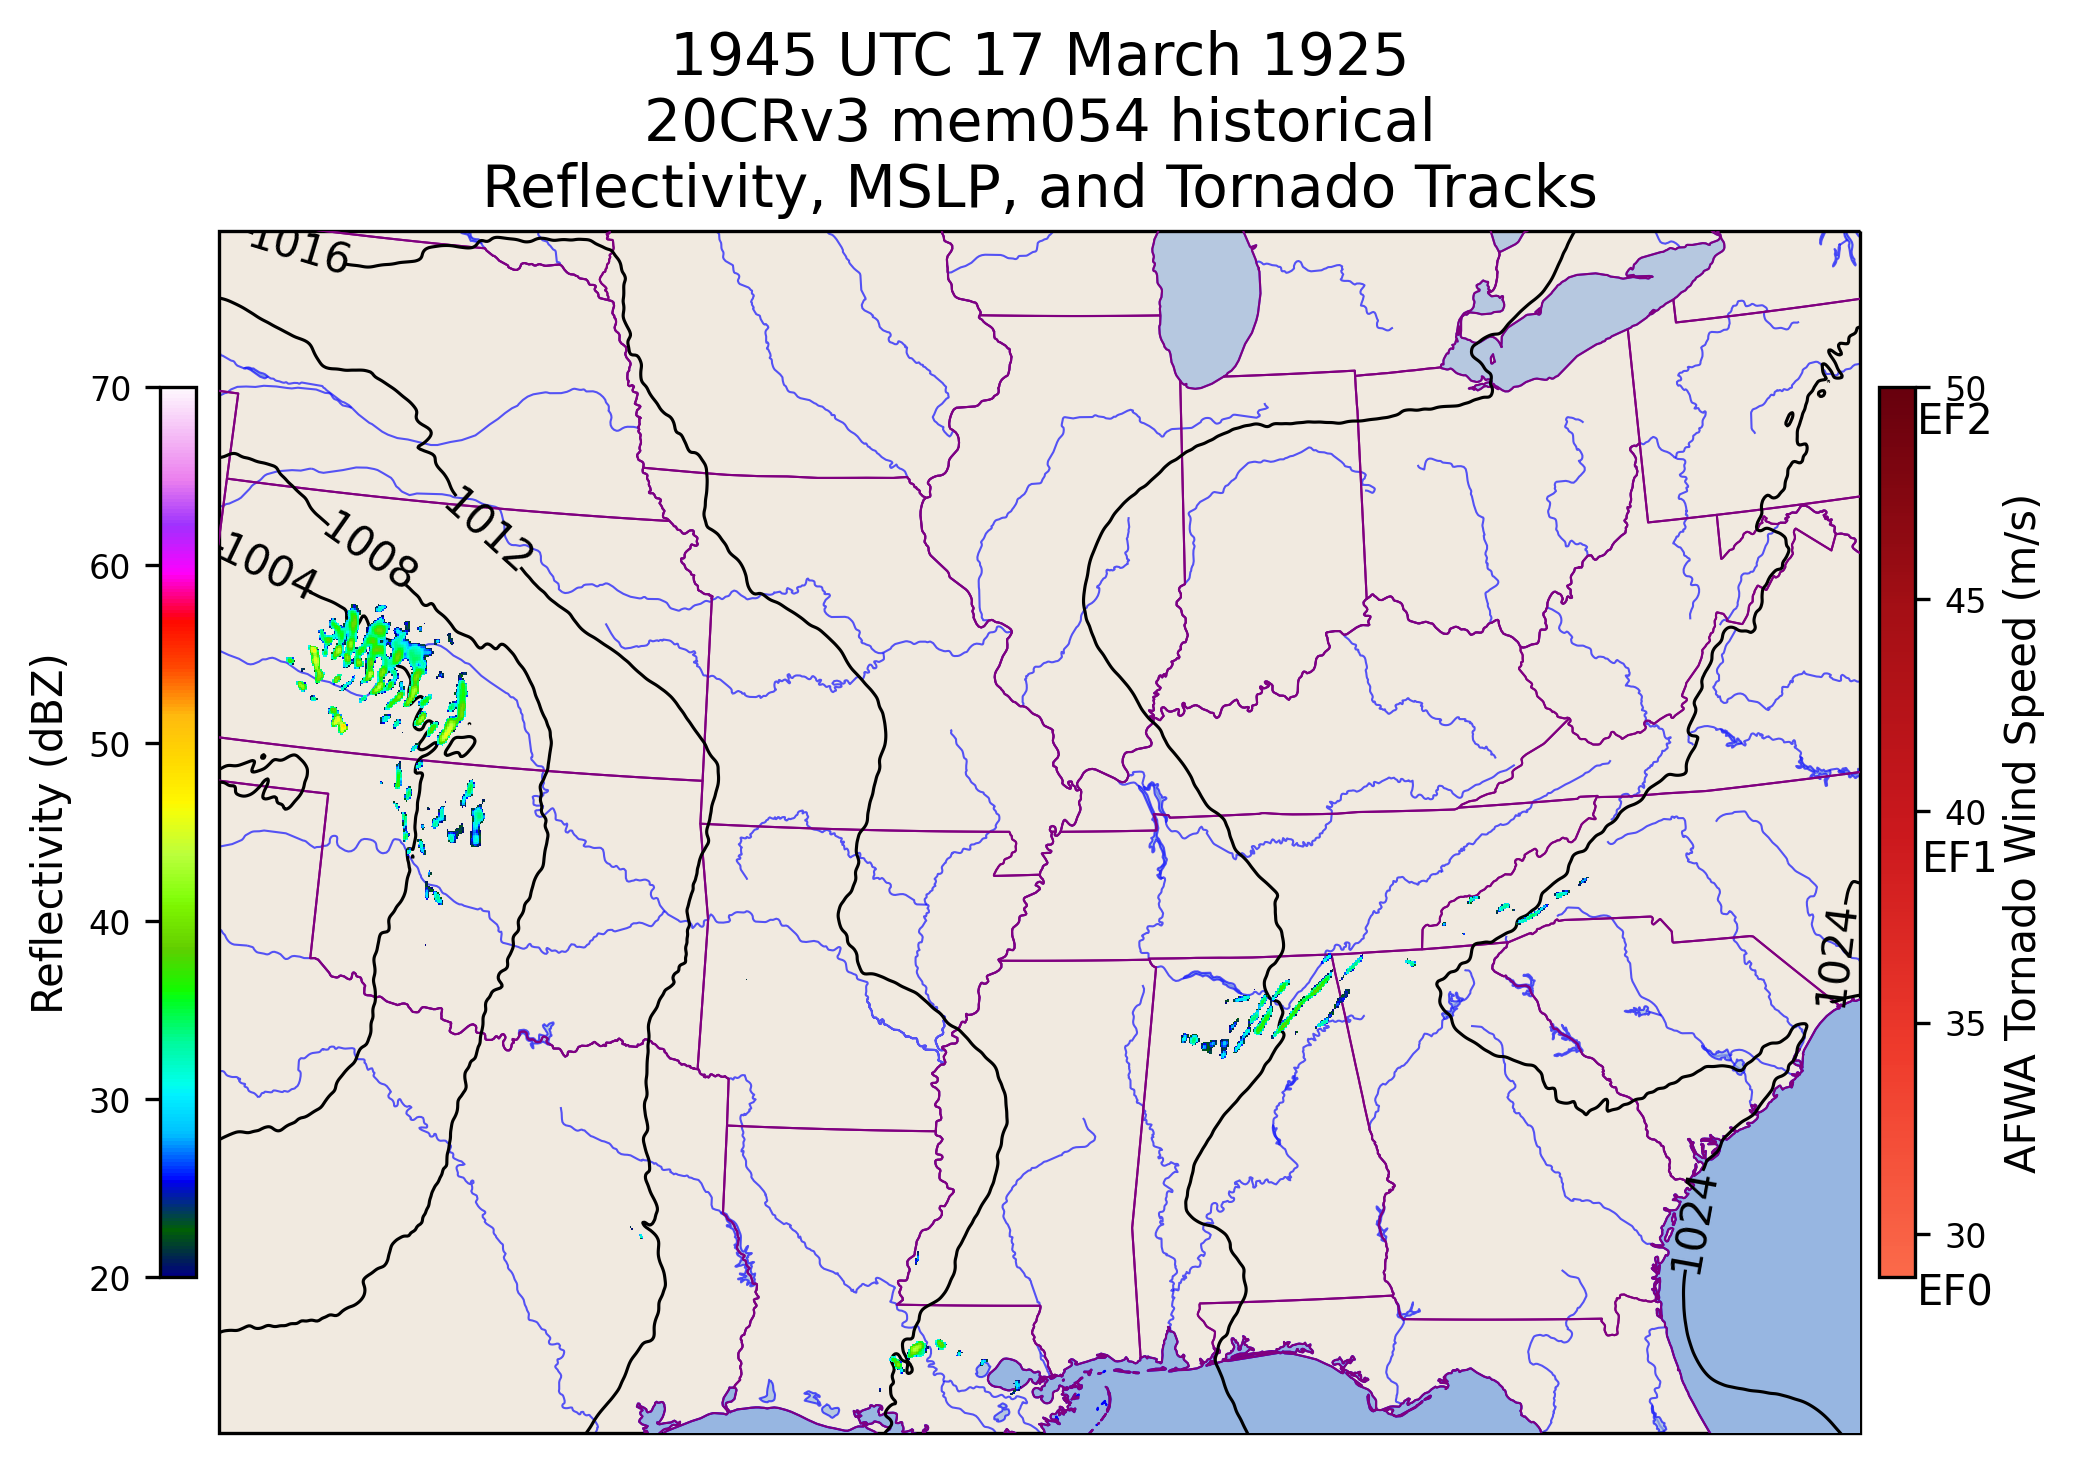 1945 UTC 17 March 1925
20CRv3 mem054 historical
Reflectivity, MSLP, and Tornado Tracks
1016
1012
1008
1004
1024
1024
70
60
50
40
30
20
Reflectivity (dBZ)
50
EF2
45
40
EF1
35
30
EF0
AFWA Tornado Wind Speed (m/s)